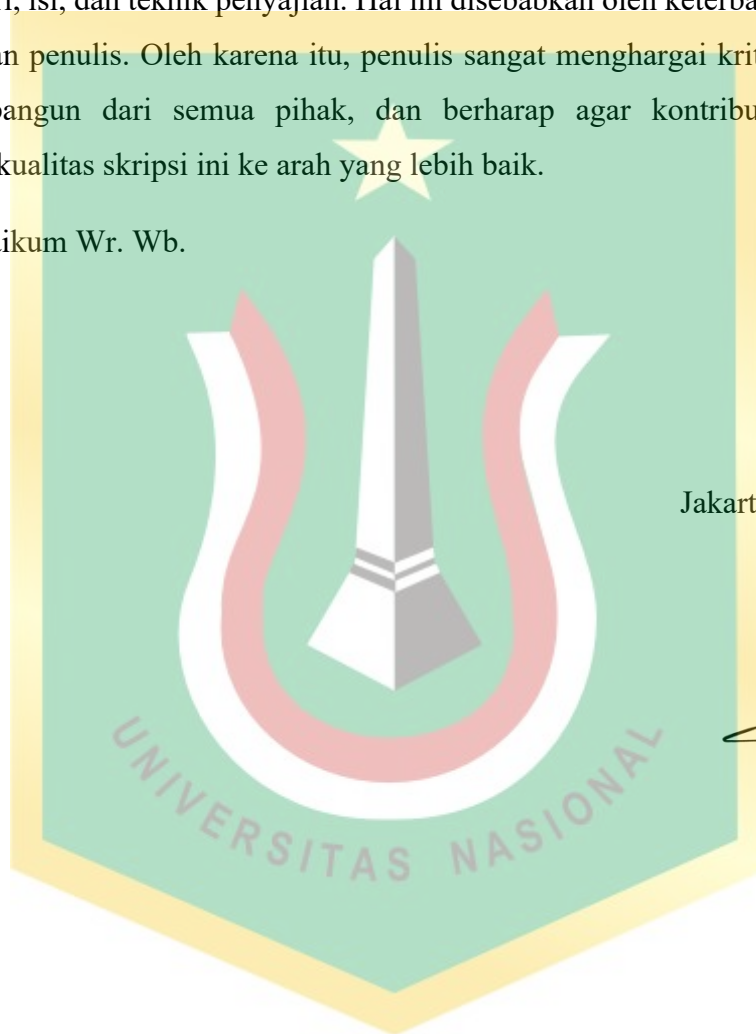 ri, isi, dan teknik penyajian. Hal ini disebabkan oleh keterba
an penulis. Oleh karena itu, penulis sangat menghargai krit
bangun dari semua pihak, dan berharap agar kontribu
kualitas skripsi ini ke arah yang lebih baik.
ikum Wr. Wb.
Jakart
UNIVERSITAS NASIONAL